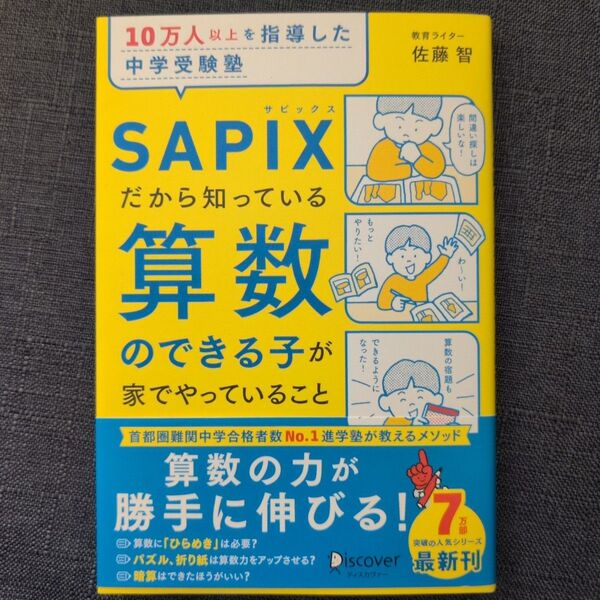 10万人以上を指導した
中学受験塾
教育ライター
佐藤 智
サピックス
SAPIX
だから知っている
算数
のできる子が
家でやっていること
間違い探しは
楽しいな！
もっと
やりたい！
わーい！
算数の宿題も
できるように
なった！
首都圏難関中学合格者数No.1進学塾が教えるメソッド
算数の力が
勝手に伸びる！
算数に「ひらめき」は必要？
パズル、折り紙は算数力をアップさせる？
暗算はできたほうがいい？
Discover
ディスカヴァー
7万部
突破の人気シリーズ
最新刊